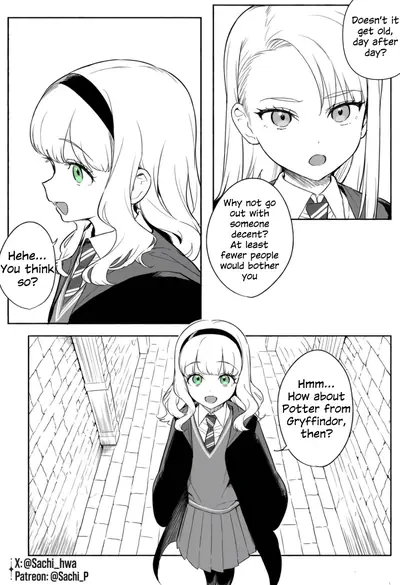 Doesn't it
get old,
day after
day?
Why not go
out with
someone
decent?
At least
fewer people
would bother
you
Hehe...
You think
so?
Hmm...
How about
Potter from
Gryffindor,
then?
X:@Sachi_hwa
Patreon: @Sachi_P